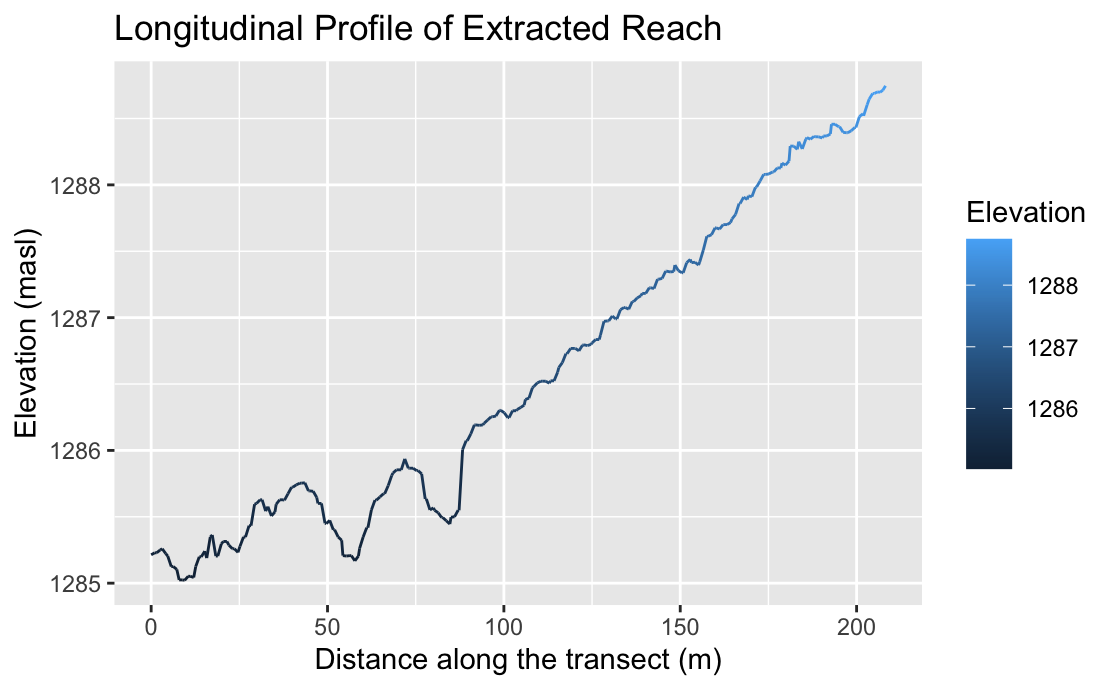 Longitudinal Profile of Extracted Reach
Elevation (masl)
1288
1287
1286
1285
0 50 100 150 200
Distance along the transect (m)
Elevation
1288
1287
1286